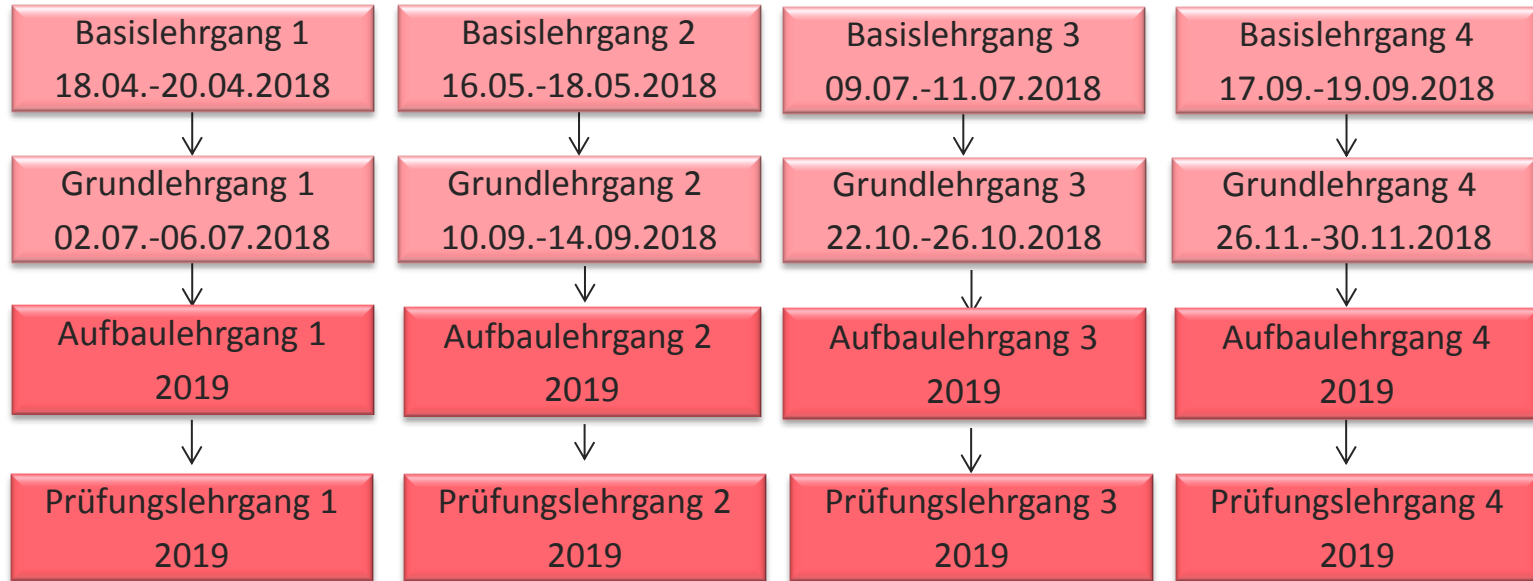 Basislehrgang 1
18.04.-20.04.2018
Basislehrgang 2
16.05.-18.05.2018
Basislehrgang 3
09.07.-11.07.2018
Basislehrgang 4
17.09.-19.09.2018
Grundlehrgang 1
02.07.-06.07.2018
Grundlehrgang 2
10.09.-14.09.2018
Grundlehrgang 3
22.10.-26.10.2018
Grundlehrgang 4
26.11.-30.11.2018
Aufbaulehrgang 1
2019
Aufbaulehrgang 2
2019
Aufbaulehrgang 3
2019
Aufbaulehrgang 4
2019
Prüfungslehrgang 1
2019
Prüfungslehrgang 2
2019
Prüfungslehrgang 3
2019
Prüfungslehrgang 4
2019